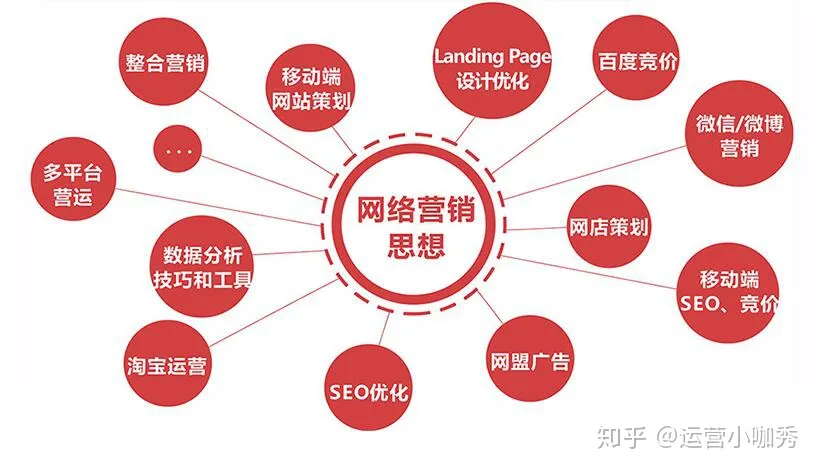 整合营销
移动端
网站策划
Landing Page
设计优化
百度竞价
微信/微博
营销
...
多平台
营运
网络营销
思想
网店策划
数据分析
技巧和工具
移动端
SEO、竞价
淘宝运营
SEO优化
网盟广告
知乎 @运营小咖秀